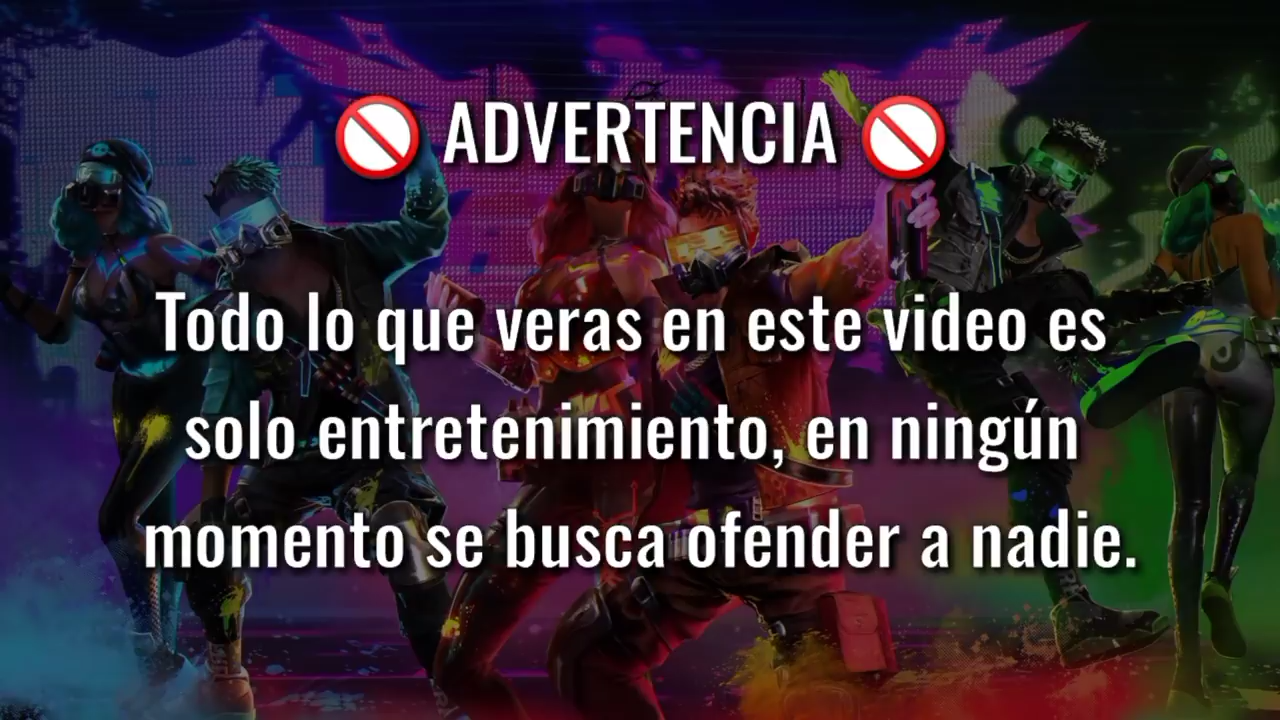 🚫 ADVERTENCIA 🚫
Todo lo que veras en este video es
solo entretenimiento, en ningún
momento se busca ofender a nadie.